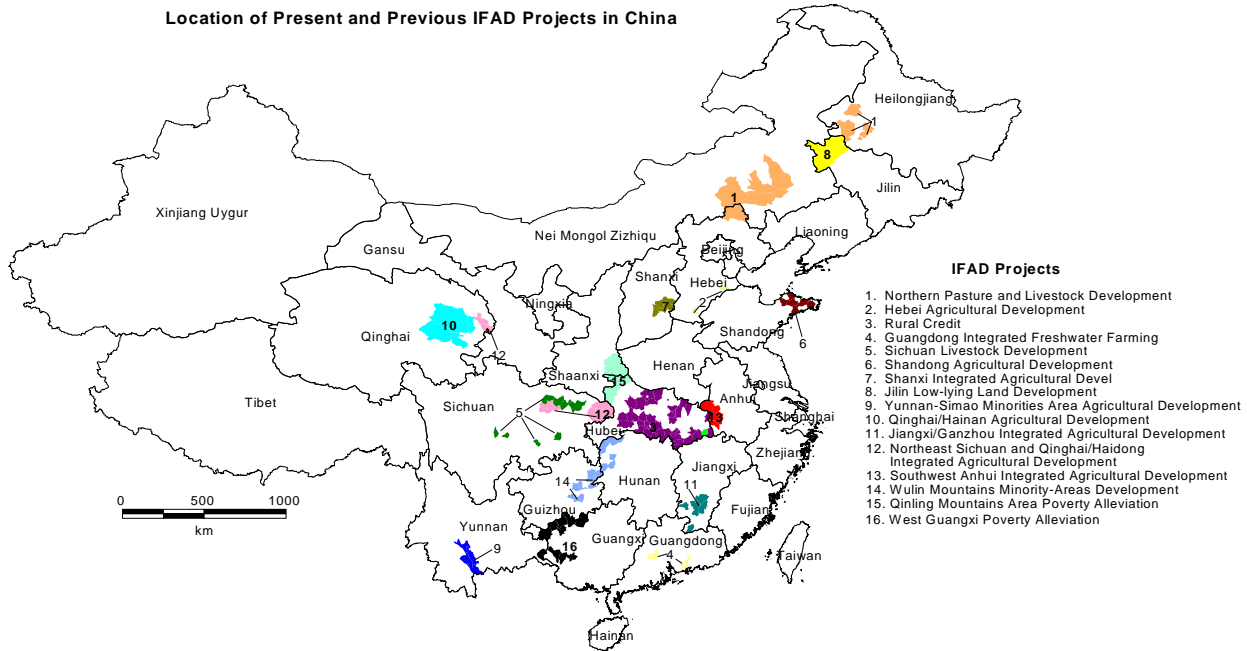 Location of Present and Previous IFAD Projects in China
Heilongjiang
1
8
Jilin
1
Xinjiang Uygur
Liaoning
Nei Mongol Zizhiqu
Gansu
Beijing
Shanxi
Hebei
IFAD Projects
Ningxia
7
2
1. Northern Pasture and Livestock Development
2. Hebei Agricultural Development
3. Rural Credit
4. Guangdong Integrated Freshwater Farming
5. Sichuan Livestock Development
6. Shandong Agricultural Development
7. Shanxi Integrated Agricultural Devel
8. Jilin Low-lying Land Development
9. Yunnan-Simao Minorities Area Agricultural Development
10. Qinghai/Hainan Agricultural Development
11. Jiangxi/Ganzhou Integrated Agricultural Development
12. Northeast Sichuan and Qinghai/Haidong
Integrated Agricultural Development
13. Southwest Anhui Integrated Agricultural Development
14. Wulin Mountains Minority-Areas Development
15. Qinling Mountains Area Poverty Alleviation
16. West Guangxi Poverty Alleviation
10
Qinghai
Shandong
6
12
Henan
Shaanxi
15
Jiangsu
Anhui
Tibet
Sichuan
5
12
3
13
Shanghai
Hubei
Zhejiang
Jiangxi
14
Hunan
11
0 500 1000
km
Guizhou
Fujian
Yunnan
Guangxi
Guangdong
9
16
4
Taiwan
Hainan